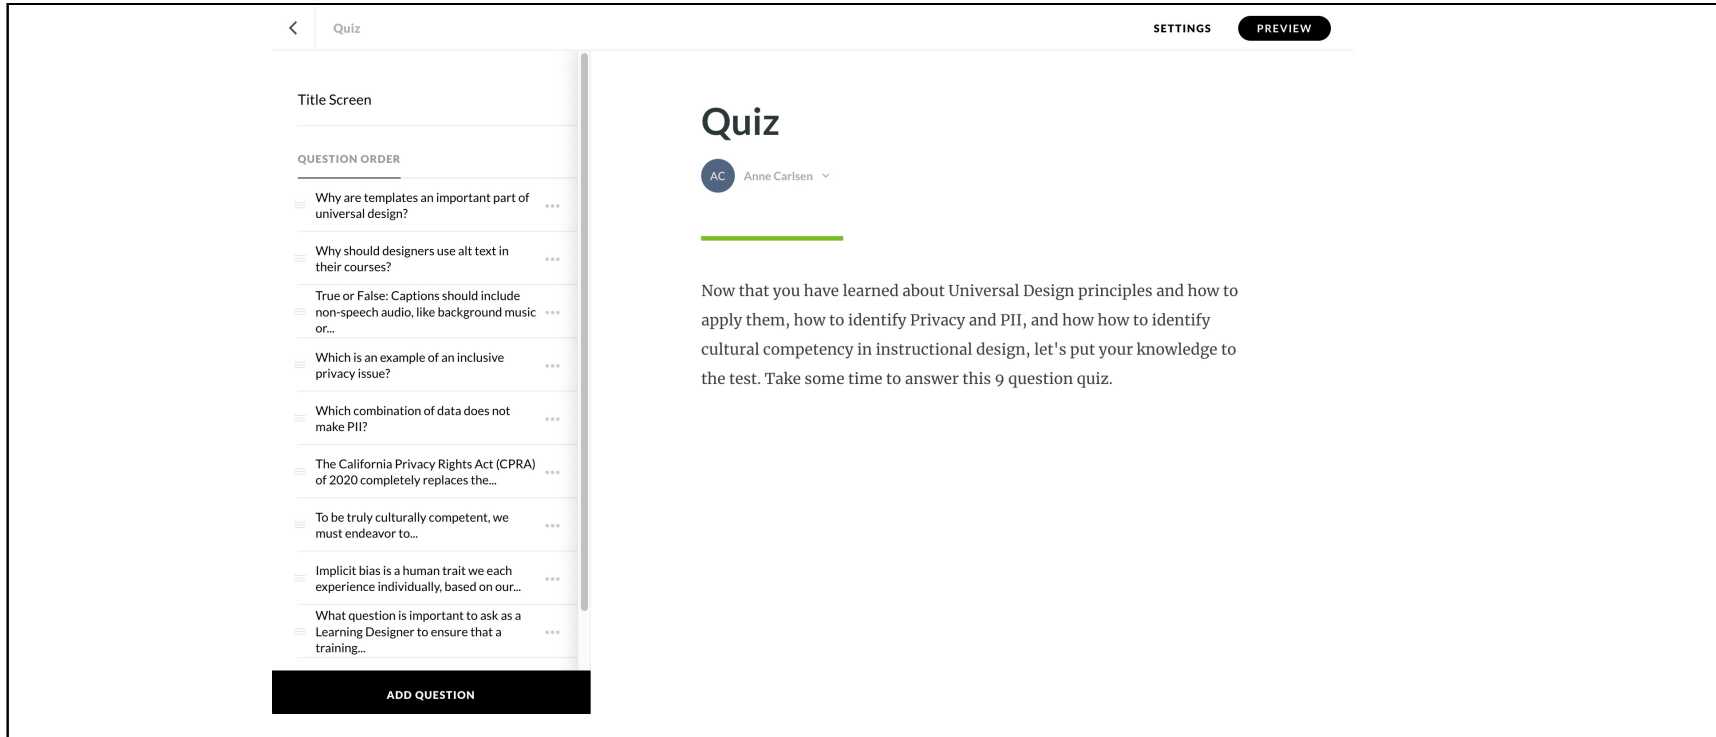 Quiz
SETTINGS
PREVIEW
Title Screen
QUESTION ORDER
Why are templates an important part of
universal design?
Why should designers use alt text in
their courses?
True or False: Captions should include
non-speech audio, like background music
or...
Which is an example of an inclusive
privacy issue?
Which combination of data does not
make PII?
The California Privacy Rights Act (CPRA)
of 2020 completely replaces the...
To be truly culturally competent, we
must endeavor to...
Implicit bias is a human trait we each
experience individually, based on our...
What question is important to ask as a
Learning Designer to ensure that a
training...
ADD QUESTION
Quiz
AC Anne Carlsen
Now that you have learned about Universal Design principles and how to
apply them, how to identify Privacy and PII, and how how to identify
cultural competency in instructional design, let's put your knowledge to
the test. Take some time to answer this 9 question quiz.